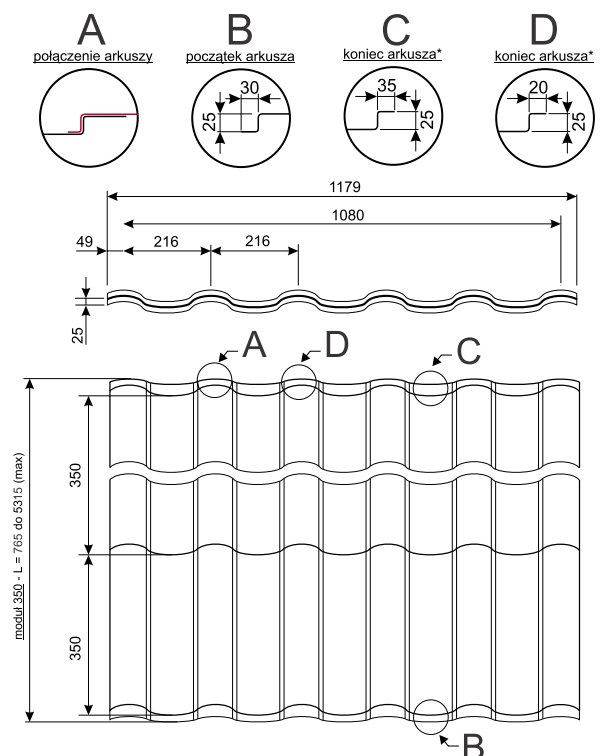 A B C D
połączenie arkuszy początek arkusza koniec arkusza* koniec arkusza*
30 35 20
25 25 25
1179
1080
49 216 216
25
A D C
350
moduł 350 - L = 765 do 5315 (max)
350
B